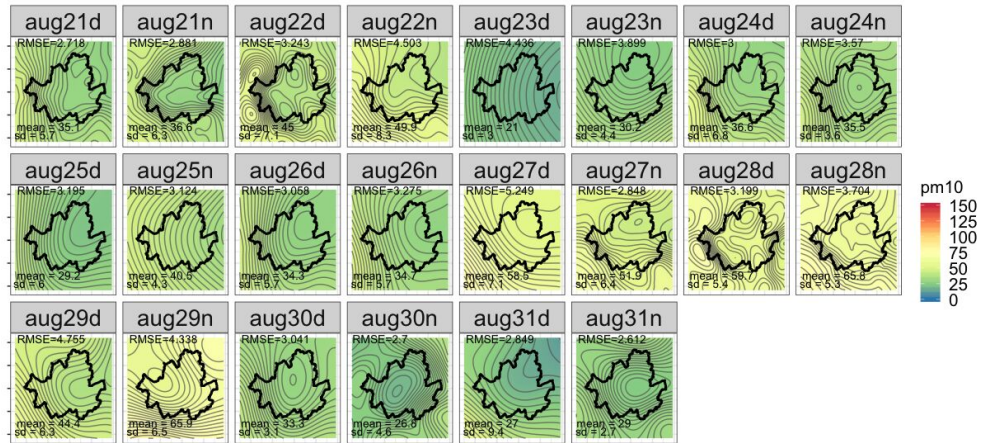 aug21d aug21n aug22d aug22n aug23d aug23n aug24d aug24n
RMSE=2.718 RMSE=2.881 RMSE=3.243 RMSE=4.503 RMSE=4.436 RMSE=3.899 RMSE=3 RMSE=3.57
mean = 35.1 mean = 36.6 mean = 45 mean = 49.9 mean = 21 mean = 30.2 mean = 36.6 mean = 35.5
sd = 5.7 sd = 6.3 sd = 7.1 sd = 8.3 sd = 3 sd = 4.4 sd = 6.8 sd = 3.6
aug25d aug25n aug26d aug26n aug27d aug27n aug28d aug28n
RMSE=3.195 RMSE=3.124 RMSE=3.058 RMSE=3.275 RMSE=5.249 RMSE=2.848 RMSE=3.199 RMSE=3.704
mean = 29.2 mean = 40.5 mean = 34.3 mean = 34.7 mean = 58.5 mean = 51.9 mean = 59.7 mean = 65.8
sd = 6 sd = 4.3 sd = 5.7 sd = 5.7 sd = 7.1 sd = 6.4 sd = 5.4 sd = 5.3
pm10
150
125
100
75
50
25
0
aug29d aug29n aug30d aug30n aug31d aug31n
RMSE=4.755 RMSE=4.338 RMSE=3.041 RMSE=2.7 RMSE=2.849 RMSE=2.612
mean = 44.4 mean = 65.9 mean = 33.3 mean = 26.8 mean = 27 mean = 29
sd = 6.3 sd = 6.5 sd = 3.1 sd = 4.6 sd = 9.4 sd = 2.7